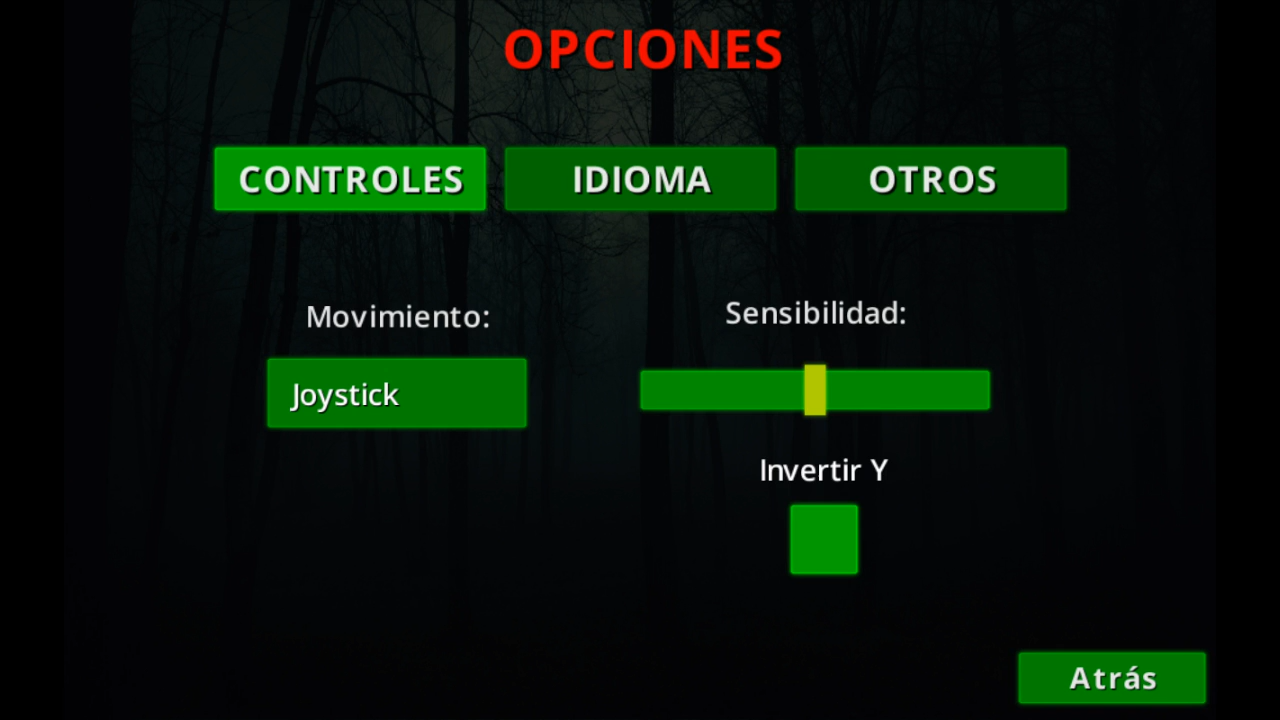 OPCIONES
CONTROLES IDIOMA OTROS
Movimiento: Sensibilidad:
Joystick
Invertir Y
Atrás